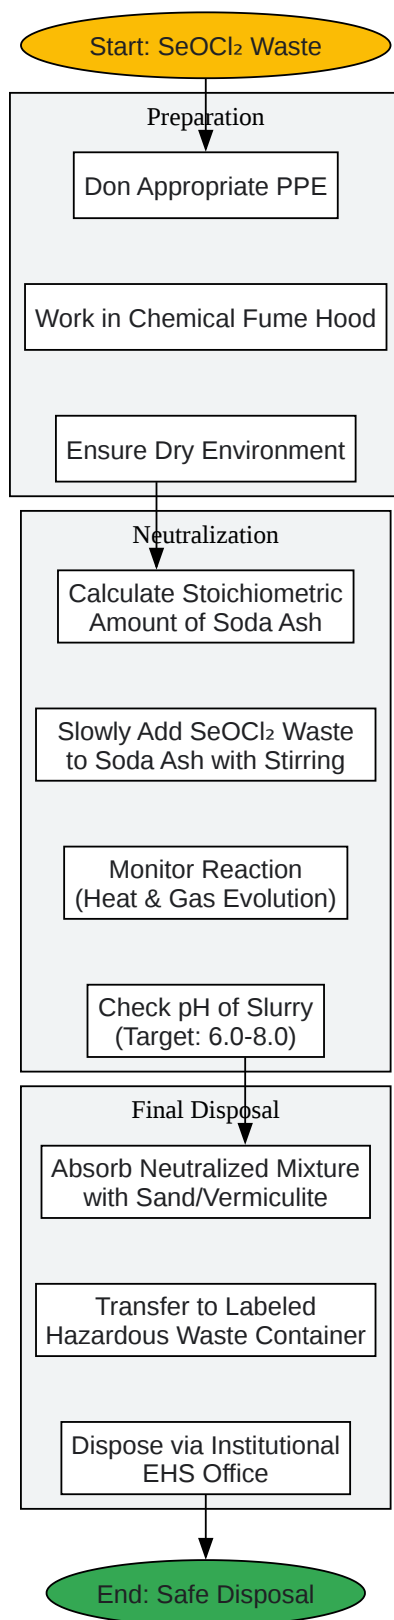 Start: SeOCl₂ Waste
Preparation
Don Appropriate PPE
Work in Chemical Fume Hood
Ensure Dry Environment
Neutralization
Calculate Stoichiometric
Amount of Soda Ash
Slowly Add SeOCl₂ Waste
to Soda Ash with Stirring
Monitor Reaction
(Heat & Gas Evolution)
Check pH of Slurry
(Target: 6.0-8.0)
Final Disposal
Absorb Neutralized Mixture
with Sand/Vermiculite
Transfer to Labeled
Hazardous Waste Container
Dispose via Institutional
EHS Office
End: Safe Disposal